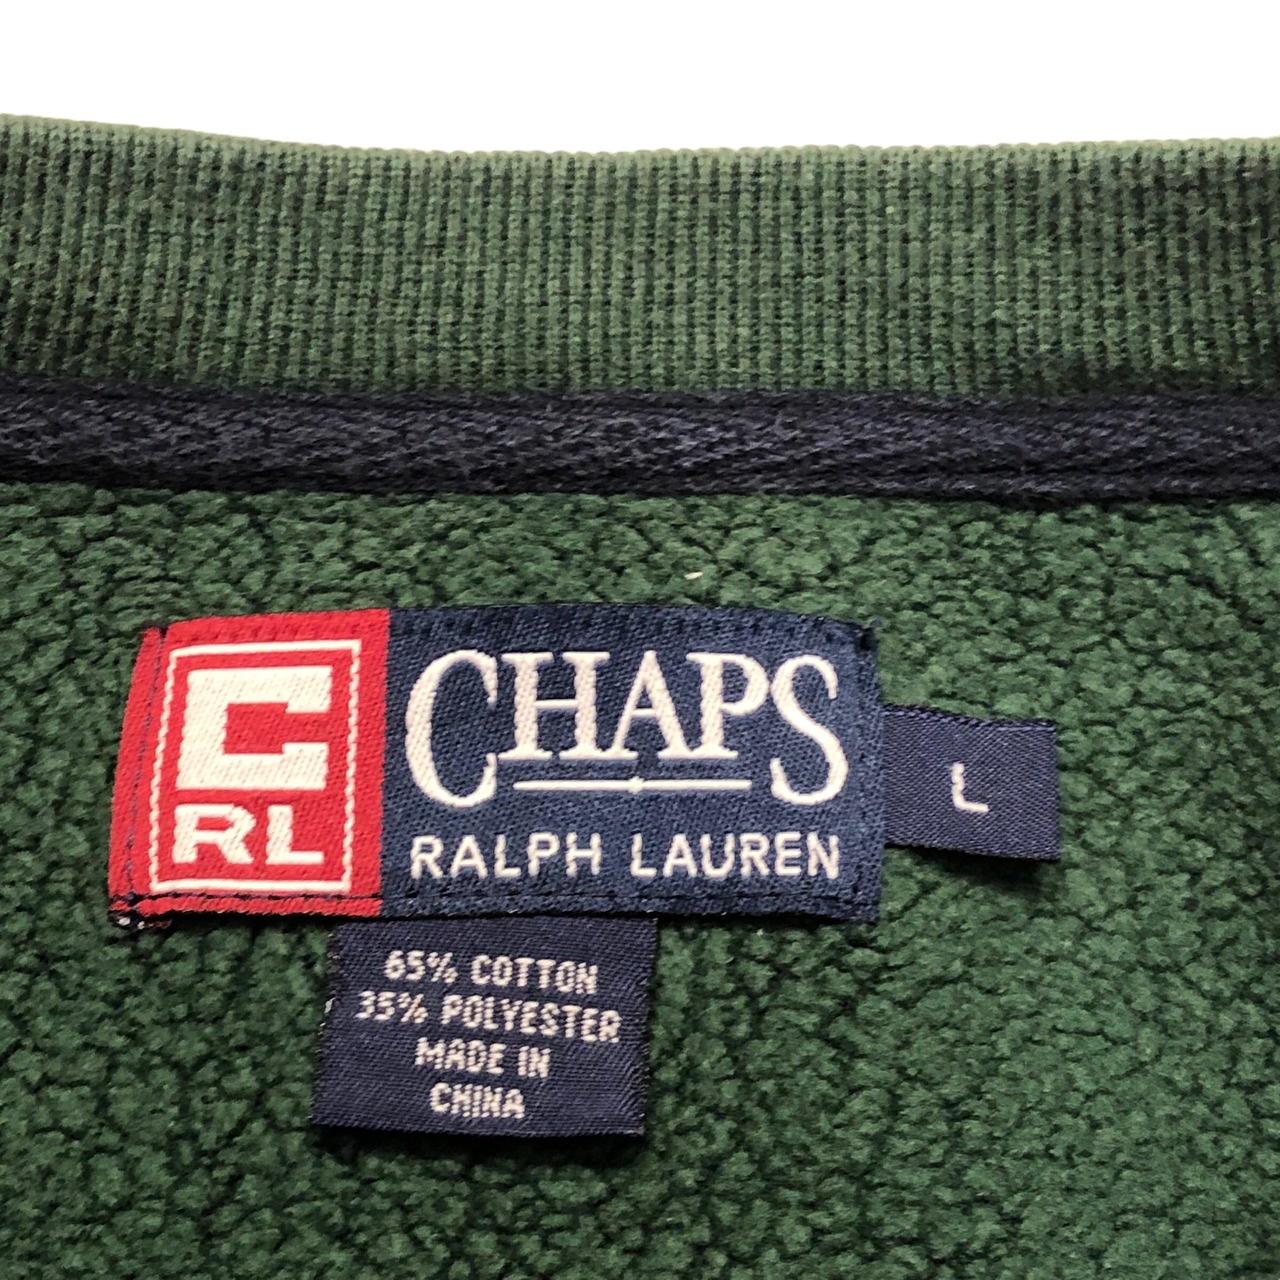 C
RL
CHAPS
RALPH LAUREN
L
65% COTTON
35% POLYESTER
MADE IN
CHINA